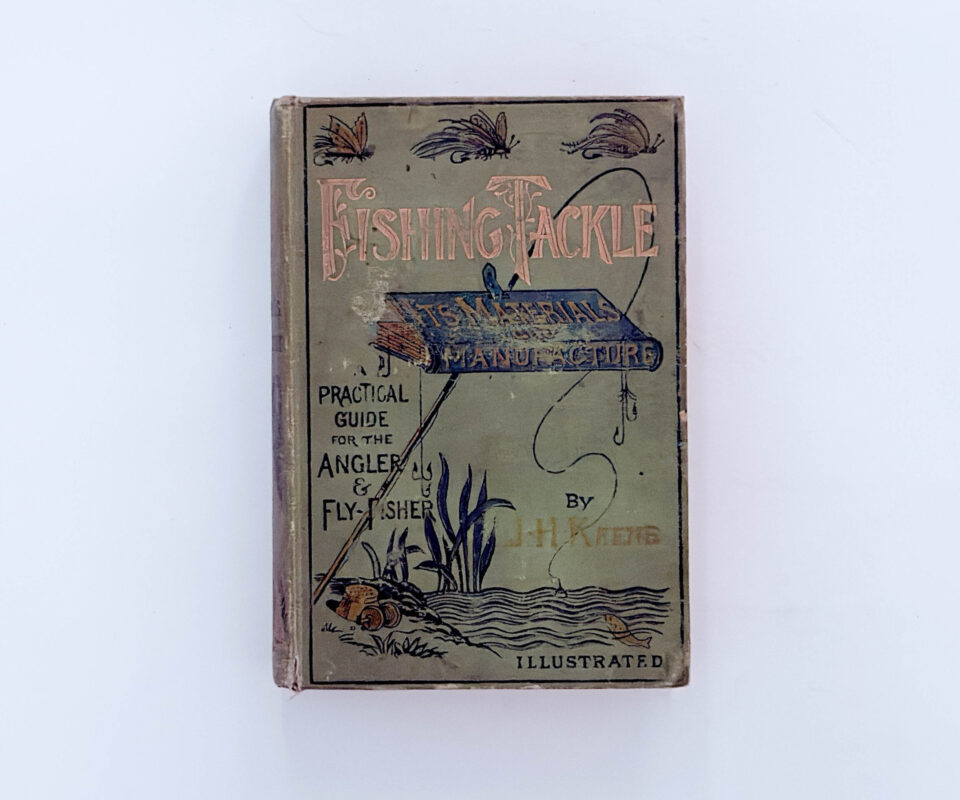 FISHING TACKLE
ITS MATERIALS
MANUFACTURE
A
PRACTICAL
GUIDE
FOR THE
ANGLER
&
FLY-FISHER
By
J·H KEENE
ILLUSTRATED